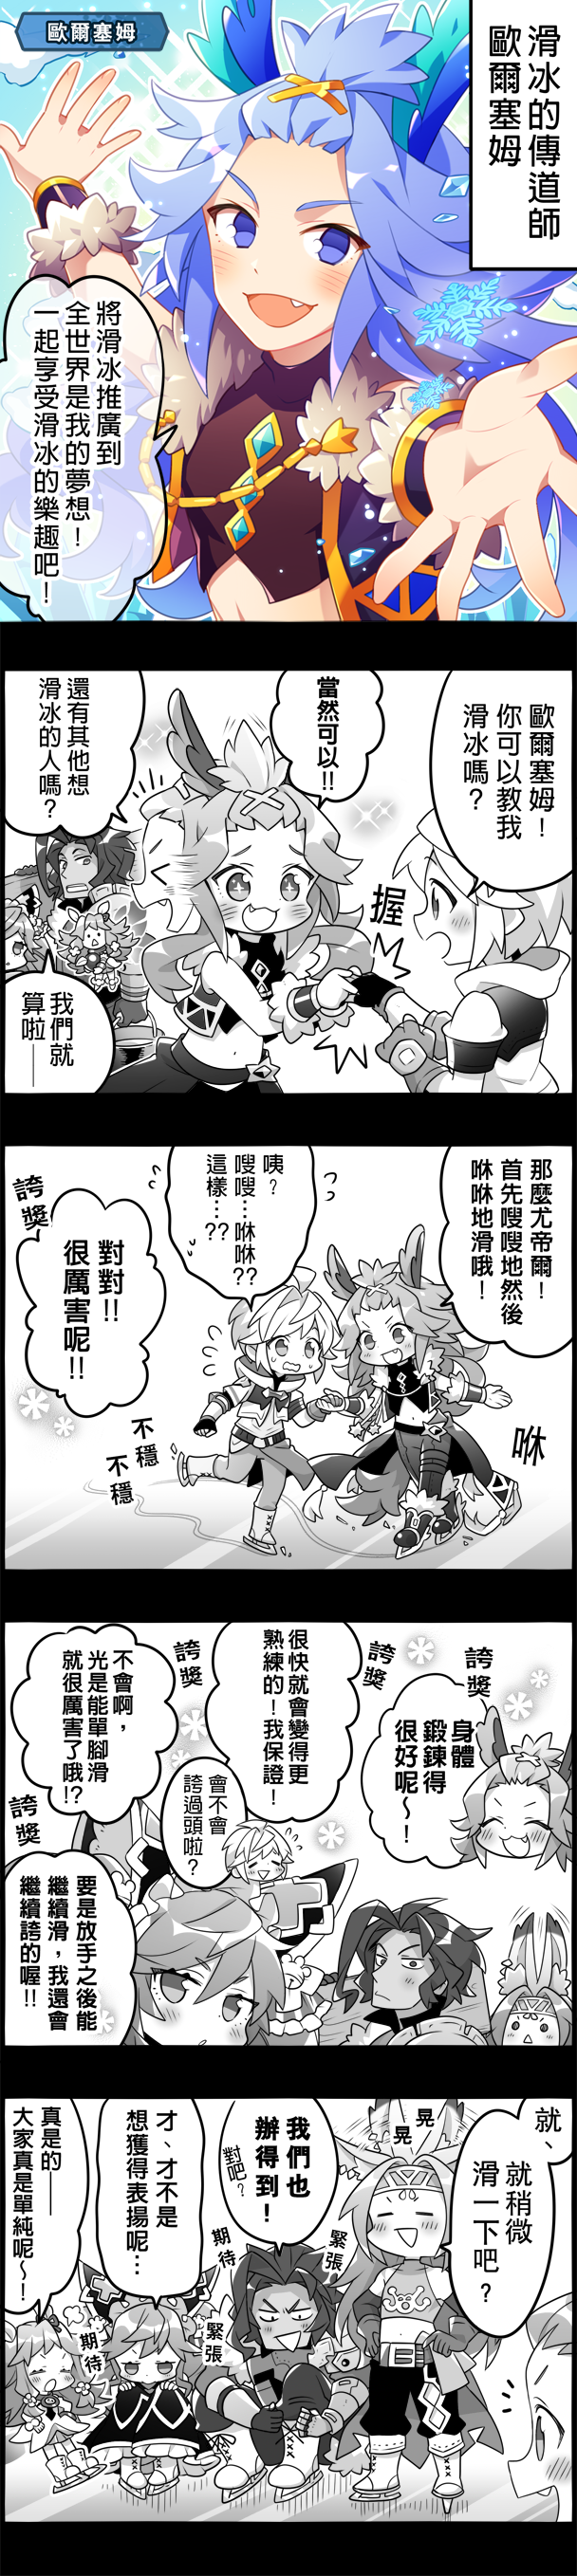 歐爾塞姆
滑冰的傳道師
歐爾塞姆
將滑冰推廣到
全世界是我的夢想！
一起享受滑冰的樂趣吧！
歐爾塞姆！
你可以教我
滑冰嗎？
當然可以!!
握
還有其他想
滑冰的人嗎？
我們就
算啦——
那麼尤帝爾！
首先嗖嗖地然後
咻咻地滑哦！
咻
咦？
嗖嗖…咻咻??
這樣…??
誇獎
對對!!
很厲害呢!!
不穩
不穩
誇獎
身體
鍛鍊得
很好呢～！
誇獎
很快就會變得更
熟練的！我保證！
會不會
誇過頭啦？
誇獎
不會啊，
光是能單腳滑
就很厲害了哦!?
誇獎
要是放手之後能
繼續滑，我還會
繼續誇的喔!!
就、
就稍微
滑一下吧？
晃
晃
我們也
辦得到！
對吧？
緊張
期待
才、才不是
想獲得表揚呢…
緊張
期待
真是的——
大家真是單純呢～！